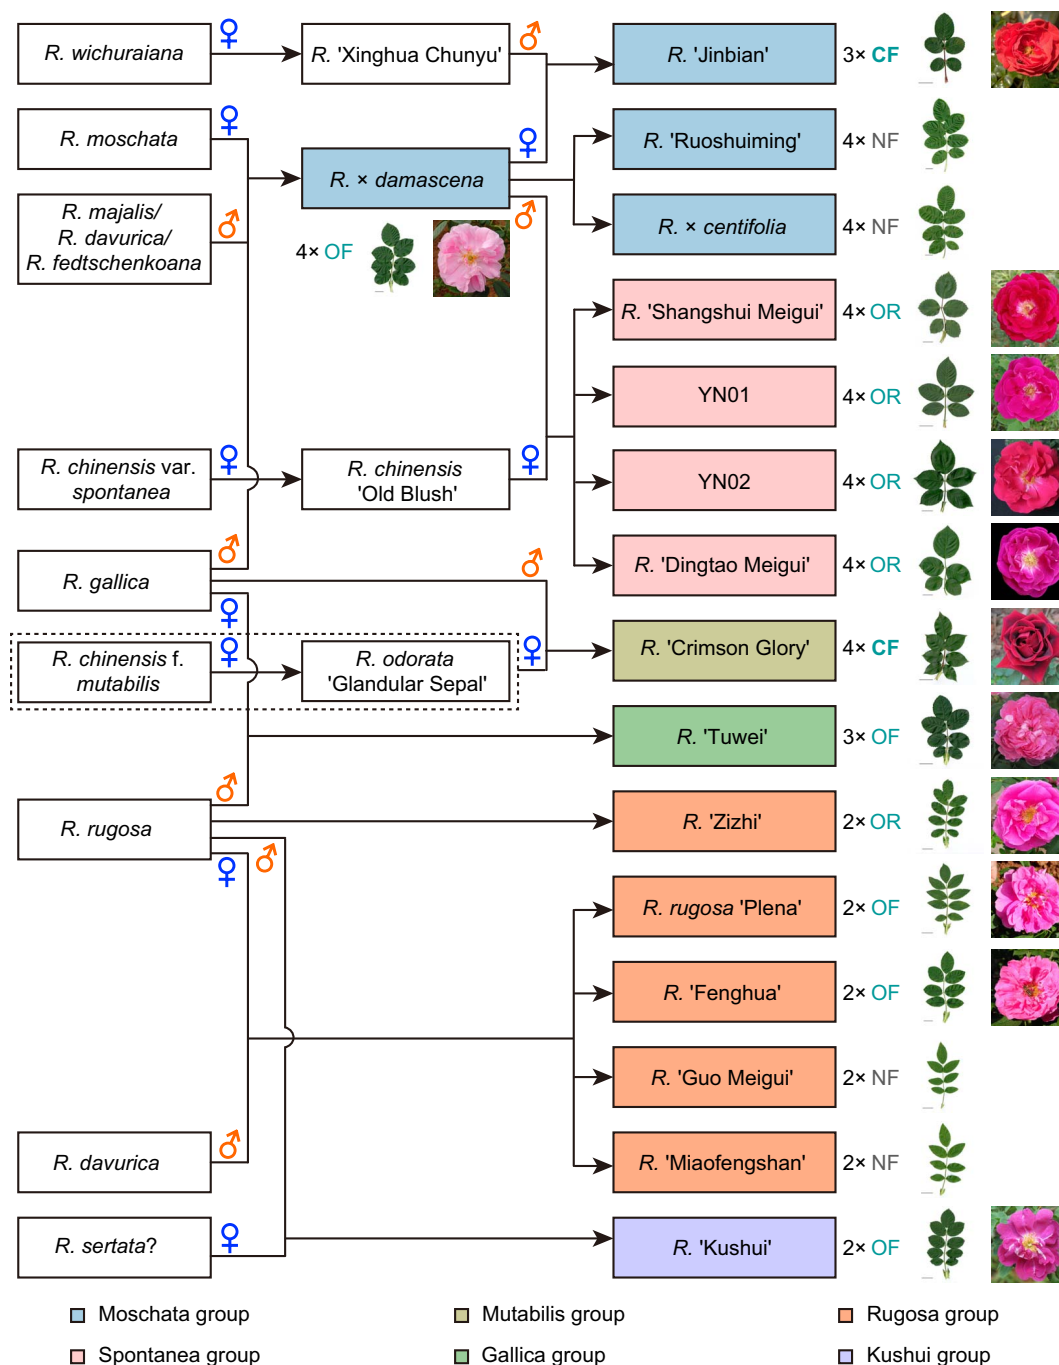 R. wichuraiana ♀
R. 'Xinghua Chunyu' ♂
R. 'Jinbian' 3× CF
R. moschata ♀
R. 'Ruoshuiming' 4× NF
R. × damascena ♀
♂
4× OF
R. majalis/
R. davurica/
R. fedtschenkoana ♂
R. × centifolia 4× NF
R. 'Shangshui Meigui' 4× OR
YN01 4× OR
R. chinensis var.
spontanea ♀
R. chinensis
'Old Blush' ♀
YN02 4× OR
R. gallica ♂
♂
♀
R. 'Dingtao Meigui' 4× OR
R. chinensis f.
mutabilis ♀
R. odorata
'Glandular Sepal' ♀
R. 'Crimson Glory' 4× CF
R. 'Tuwei' 3× OF
R. rugosa ♂
♀ ♂
R. 'Zizhi' 2× OR
R. rugosa 'Plena' 2× OF
R. 'Fenghua' 2× OF
R. 'Guo Meigui' 2× NF
R. davurica ♂
R. 'Miaofengshan' 2× NF
R. sertata? ♀
R. 'Kushui' 2× OF
Moschata group
Mutabilis group
Rugosa group
Spontanea group
Gallica group
Kushui group